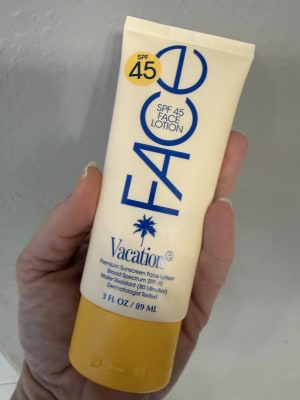 SPF
45
FACE
SPF 45
FACE
LOTION
Vacation®
Premium Sunscreen Face Lotion
Broad Spectrum SPF 45
Water Resistant (80 Minutes)
Dermatologist Tested
3 FL OZ / 89 ML